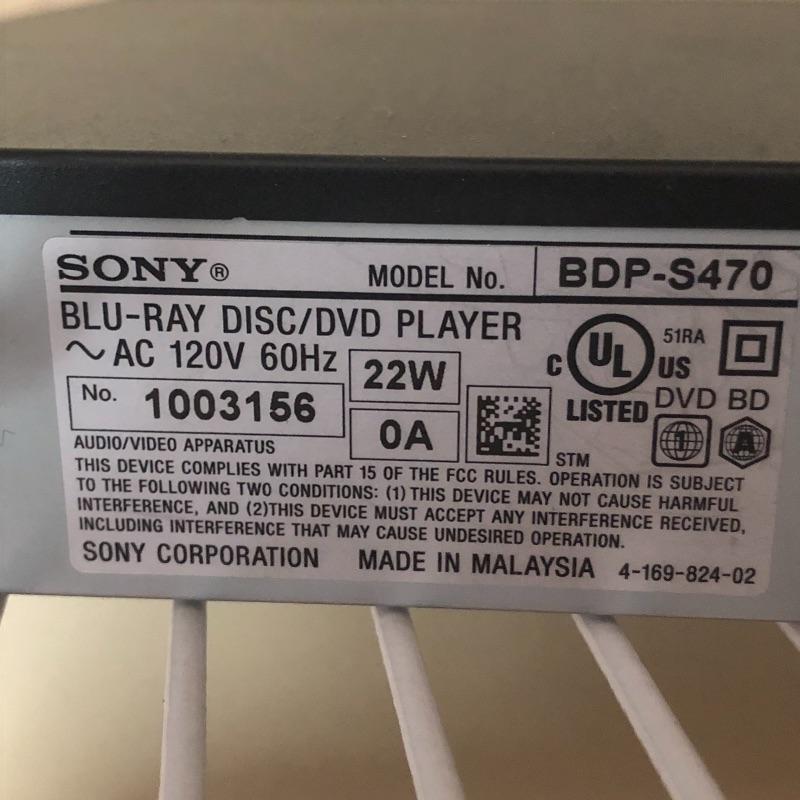 SONY® MODEL No. BDP-S470
BLU-RAY DISC/DVD PLAYER
~ AC 120V 60Hz 22W
No. 1003156 0A
C UL US 51RA
LISTED
DVD BD
1 A
AUDIO/VIDEO APPARATUS STM
THIS DEVICE COMPLIES WITH PART 15 OF THE FCC RULES. OPERATION IS SUBJECT
TO THE FOLLOWING TWO CONDITIONS: (1) THIS DEVICE MAY NOT CAUSE HARMFUL
INTERFERENCE, AND (2)THIS DEVICE MUST ACCEPT ANY INTERFERENCE RECEIVED,
INCLUDING INTERFERENCE THAT MAY CAUSE UNDESIRED OPERATION.
SONY CORPORATION MADE IN MALAYSIA 4-169-824-02